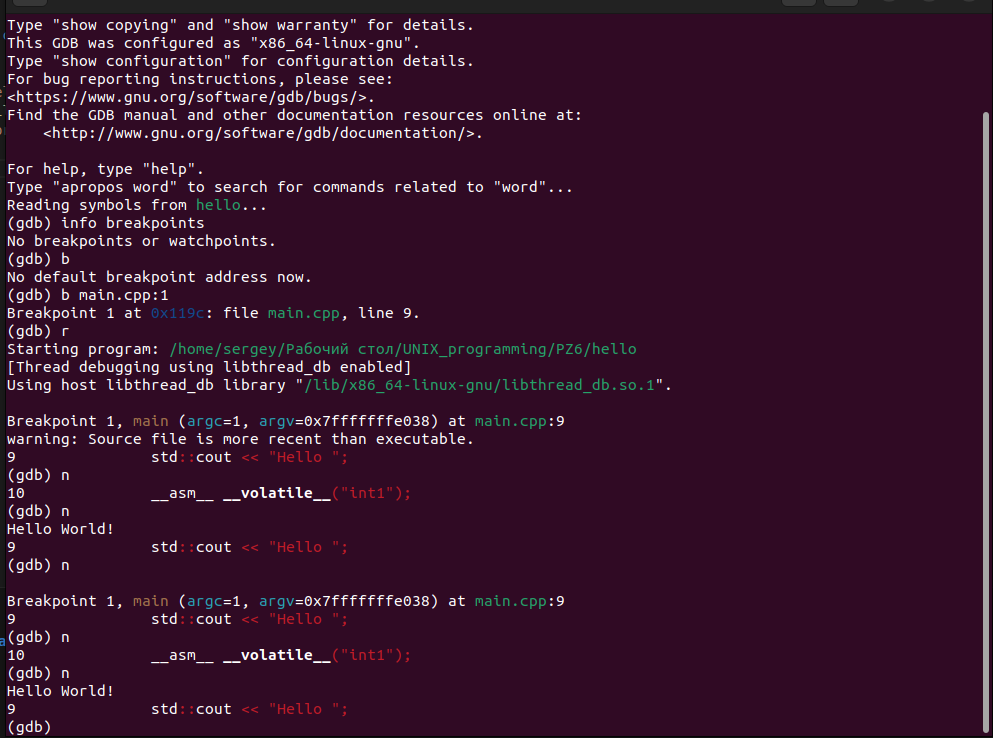 Type "show copying" and "show warranty" for details.
This GDB was configured as "x86_64-linux-gnu".
Type "show configuration" for configuration details.
For bug reporting instructions, please see:
<https://www.gnu.org/software/gdb/bugs/>.
Find the GDB manual and other documentation resources online at:
    <http://www.gnu.org/software/gdb/documentation/>.

For help, type "help".
Type "apropos word" to search for commands related to "word"...
Reading symbols from hello...
(gdb) info breakpoints
No breakpoints or watchpoints.
(gdb) b
No default breakpoint address now.
(gdb) b main.cpp:1
Breakpoint 1 at 0x119c: file main.cpp, line 9.
(gdb) r
Starting program: /home/sergey/Рабочий стол/UNIX_programming/PZ6/hello
[Thread debugging using libthread_db enabled]
Using host libthread_db library "/lib/x86_64-linux-gnu/libthread_db.so.1".

Breakpoint 1, main (argc=1, argv=0x7fffffffe038) at main.cpp:9
warning: Source file is more recent than executable.
9               std::cout << "Hello ";
(gdb) n
10              __asm__ __volatile__("int1");
(gdb) n
Hello World!
9               std::cout << "Hello ";
(gdb) n

Breakpoint 1, main (argc=1, argv=0x7fffffffe038) at main.cpp:9
9               std::cout << "Hello ";
(gdb) n
10              __asm__ __volatile__("int1");
(gdb) n
Hello World!
9               std::cout << "Hello ";
(gdb)